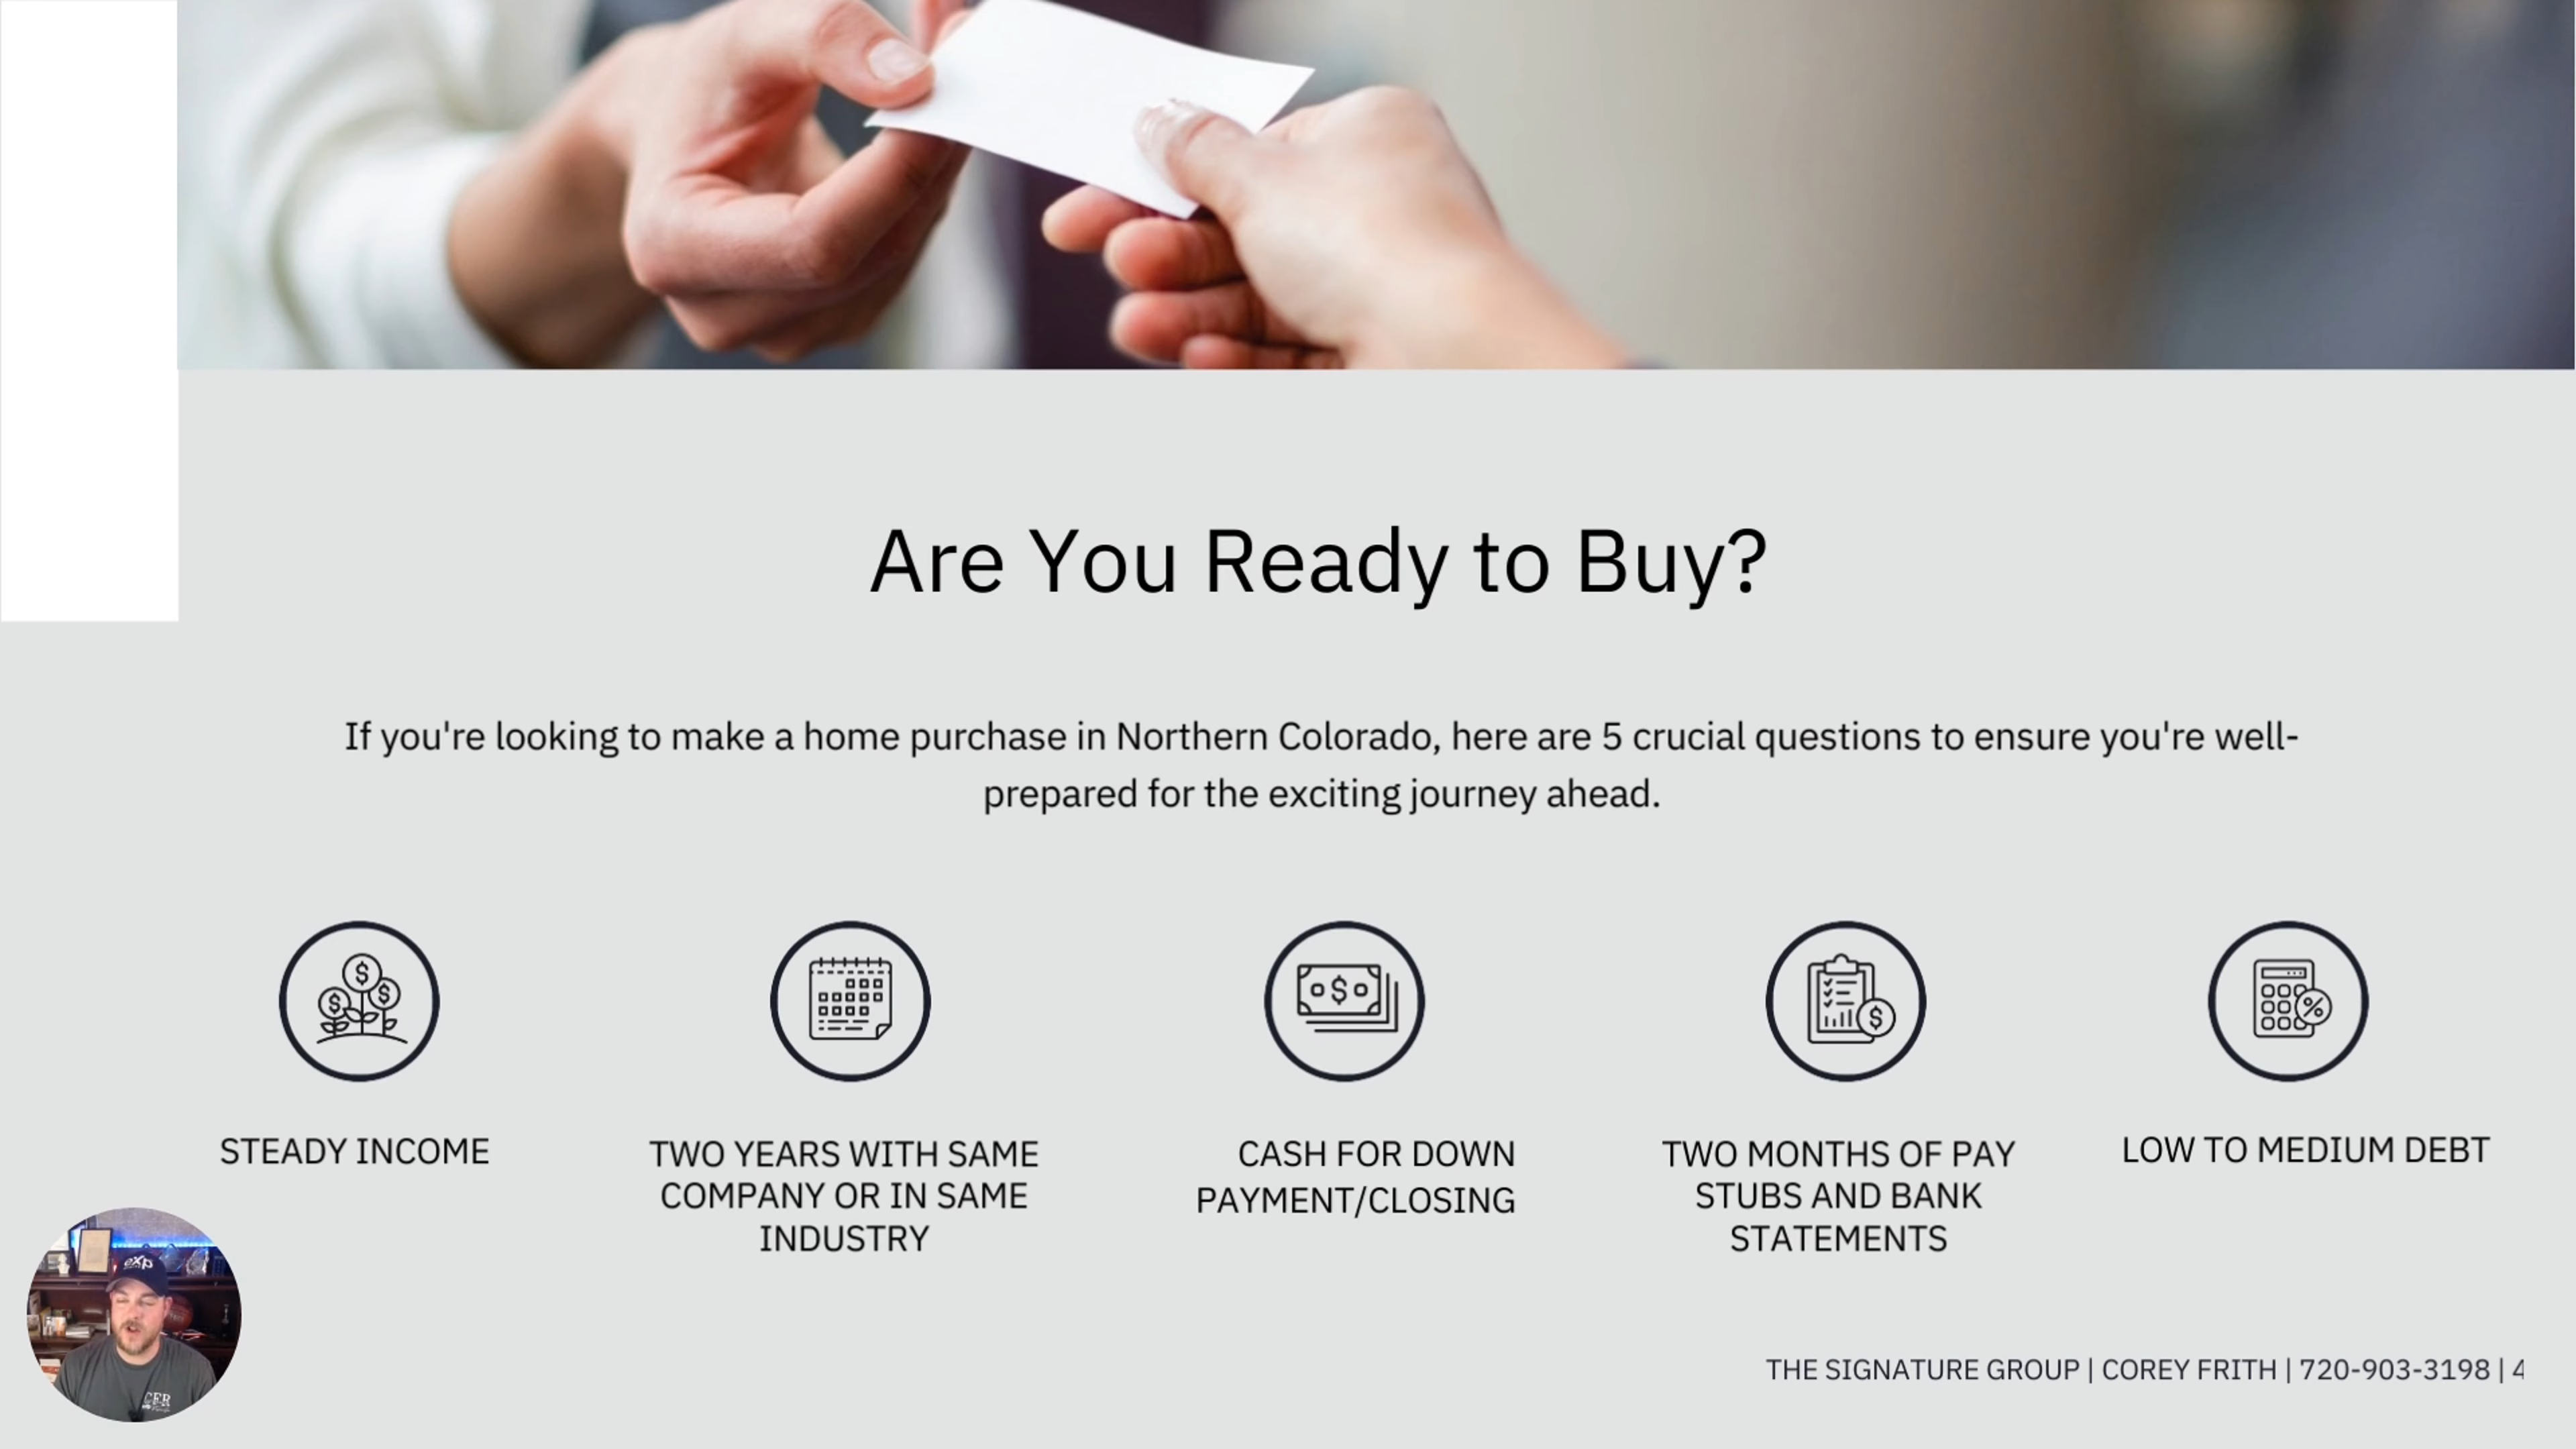 Are You Ready to Buy?
If you're looking to make a home purchase in Northern Colorado, here are 5 crucial questions to ensure you're well-
prepared for the exciting journey ahead.
STEADY INCOME
TWO YEARS WITH SAME
COMPANY OR IN SAME
INDUSTRY
CASH FOR DOWN
PAYMENT/CLOSING
TWO MONTHS OF PAY
STUBS AND BANK
STATEMENTS
LOW TO MEDIUM DEBT
eXp
THE SIGNATURE GROUP | COREY FRITH | 720-903-3198 | 4